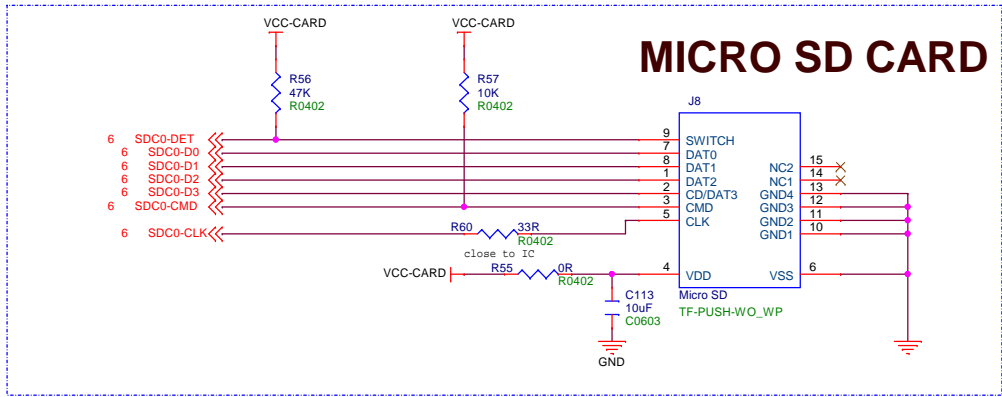 VCC-CARD
VCC-CARD
MICRO SD CARD
R56
47K
R0402
R57
10K
R0402
J8
6 SDC0-DET
6 SDC0-D0
6 SDC0-D1
6 SDC0-D2
6 SDC0-D3
6 SDC0-CMD
6 SDC0-CLK
9 SWITCH
7 DAT0
8 DAT1
1 DAT2
2 CD/DAT3
3 CMD
5 CLK
NC2 15
NC1 14
GND4 13
GND3 12
GND2 11
GND1 10
R60 33R
R0402
close to IC
VCC-CARD
R55 0R
R0402
4 VDD
VSS 6
C113
10uF
C0603
GND
Micro SD
TF-PUSH-WO_WP